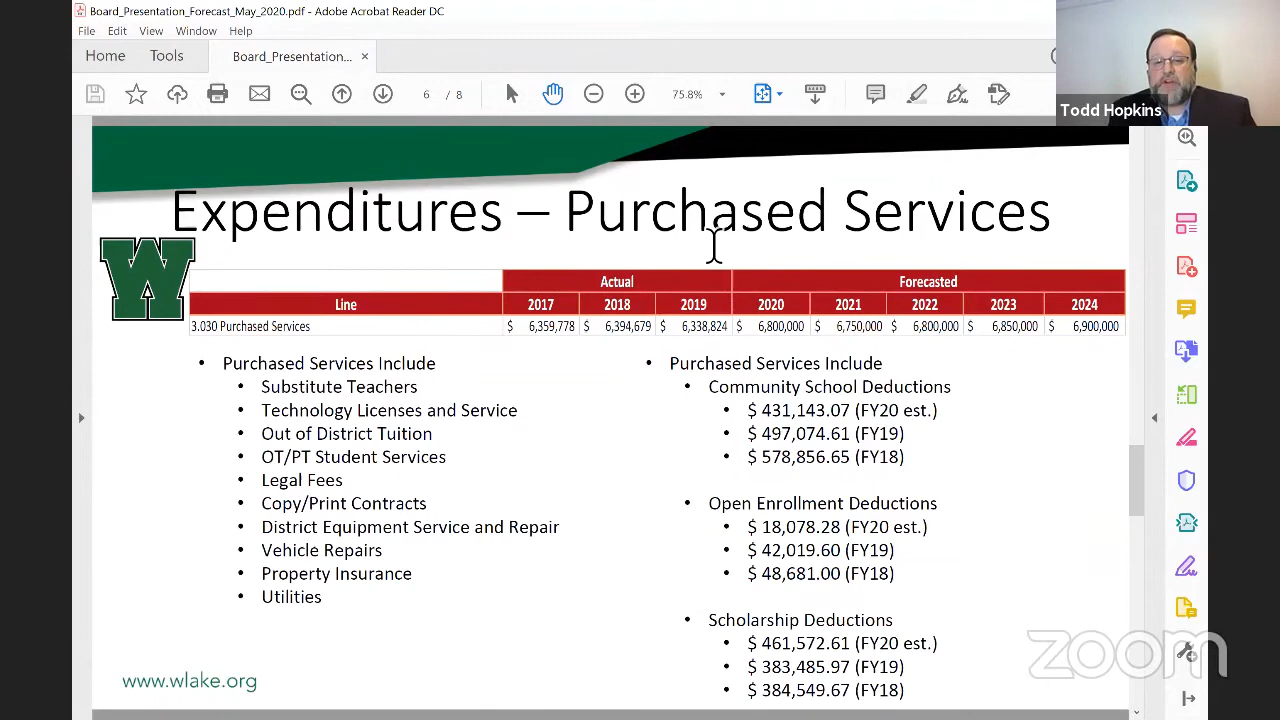 Board_Presentation_Forecast_May_2020.pdf - Adobe Acrobat Reader DC
File Edit View Window Help
Home Tools Board_Presentation... ×
6 / 8 75.8%
Todd Hopkins
Expenditures – Purchased Services
W
Actual Forecasted
Line 2017 2018 2019 2020 2021 2022 2023 2024
3.030 Purchased Services $ 6,359,778 $ 6,394,679 $ 6,338,824 $ 6,800,000 $ 6,750,000 $ 6,800,000 $ 6,850,000 $ 6,900,000
• Purchased Services Include
• Substitute Teachers
• Technology Licenses and Service
• Out of District Tuition
• OT/PT Student Services
• Legal Fees
• Copy/Print Contracts
• District Equipment Service and Repair
• Vehicle Repairs
• Property Insurance
• Utilities
• Purchased Services Include
• Community School Deductions
• $ 431,143.07 (FY20 est.)
• $ 497,074.61 (FY19)
• $ 578,856.65 (FY18)
• Open Enrollment Deductions
• $ 18,078.28 (FY20 est.)
• $ 42,019.60 (FY19)
• $ 48,681.00 (FY18)
• Scholarship Deductions
• $ 461,572.61 (FY20 est.)
• $ 383,485.97 (FY19)
• $ 384,549.67 (FY18)
www.wlake.org
zoom